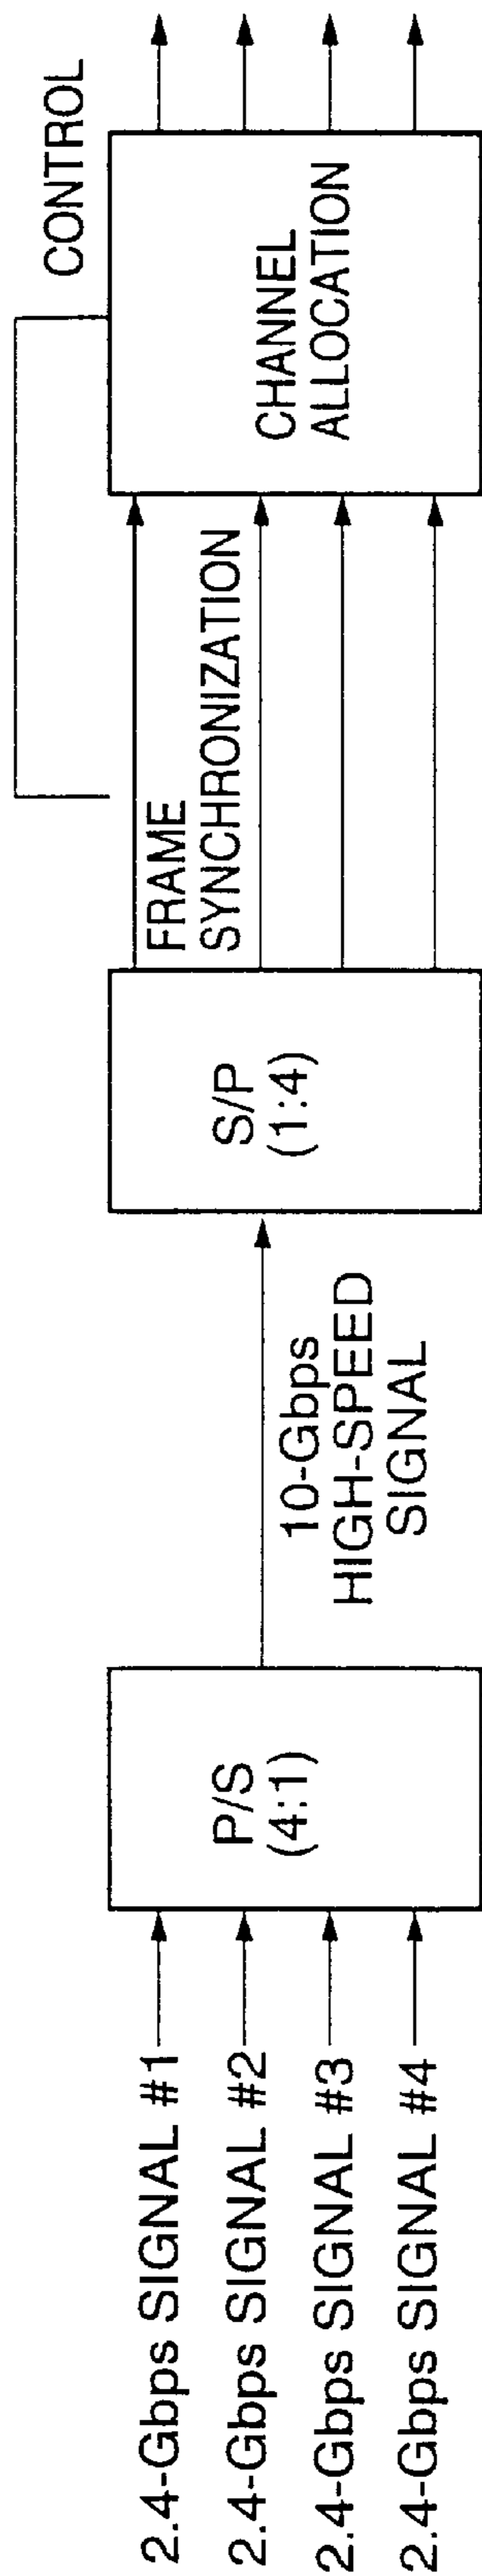 2.4-Gbps SIGNAL #1
2.4-Gbps SIGNAL #2
2.4-Gbps SIGNAL #3
2.4-Gbps SIGNAL #4
P/S
(4:1)
10-Gbps
HIGH-SPEED
SIGNAL
S/P
(1:4)
FRAME
SYNCHRONIZATION
CONTROL
CHANNEL
ALLOCATION